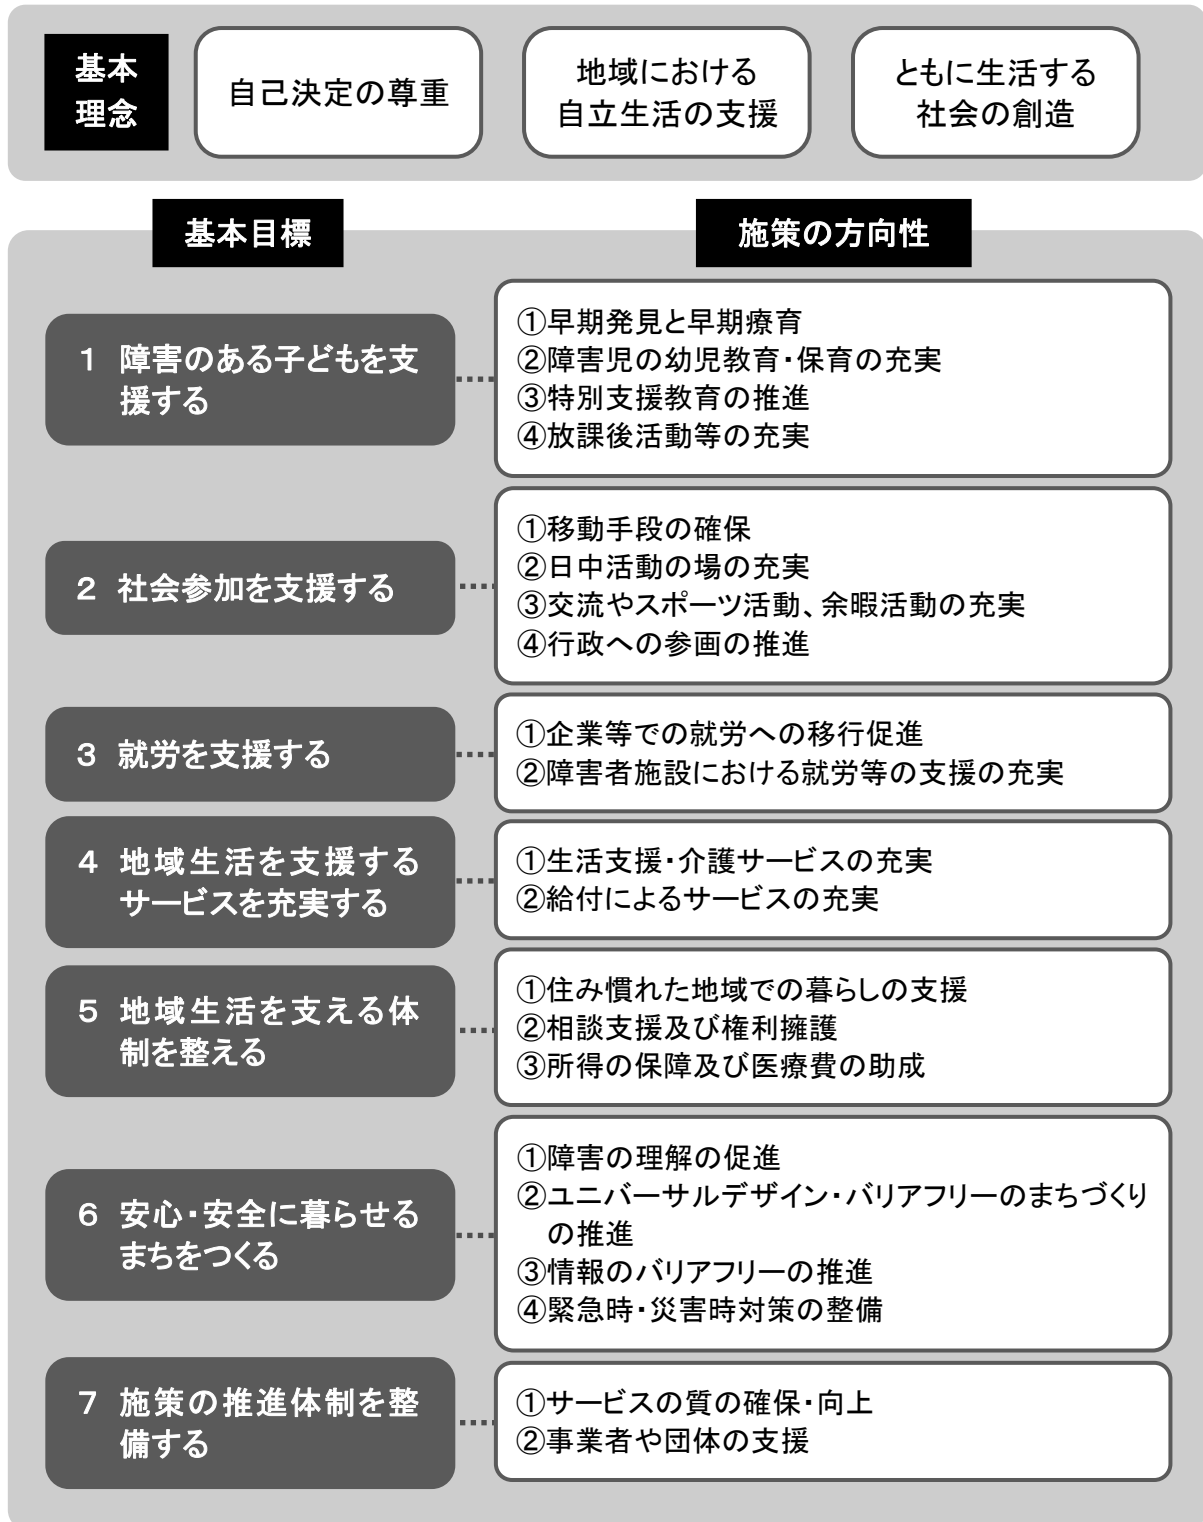 基本
理念
自己決定の尊重
地域における
自立生活の支援
ともに生活する
社会の創造
基本目標
施策の方向性
1 障害のある子どもを支
援する
①早期発見と早期療育
②障害児の幼児教育・保育の充実
③特別支援教育の推進
④放課後活動等の充実
2 社会参加を支援する
①移動手段の確保
②日中活動の場の充実
③交流やスポーツ活動、余暇活動の充実
④行政への参画の推進
3 就労を支援する
①企業等での就労への移行促進
②障害者施設における就労等の支援の充実
4 地域生活を支援する
サービスを充実する
①生活支援・介護サービスの充実
②給付によるサービスの充実
5 地域生活を支える体
制を整える
①住み慣れた地域での暮らしの支援
②相談支援及び権利擁護
③所得の保障及び医療費の助成
6 安心・安全に暮らせる
まちをつくる
①障害の理解の促進
②ユニバーサルデザイン・バリアフリーのまちづくり
の推進
③情報のバリアフリーの推進
④緊急時・災害時対策の整備
7 施策の推進体制を整
備する
①サービスの質の確保・向上
②事業者や団体の支援